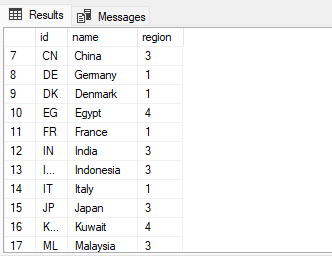 Results Messages
id name region
7 CN China 3
8 DE Germany 1
9 DK Denmark 1
10 EG Egypt 4
11 FR France 1
12 IN India 3
13 I... Indonesia 3
14 IT Italy 1
15 JP Japan 3
16 K... Kuwait 4
17 ML Malaysia 3